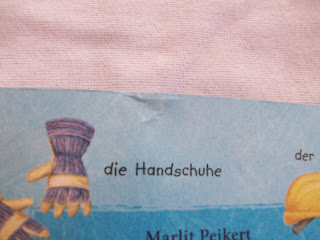 die Handschuhe
der
Marlit Peikert